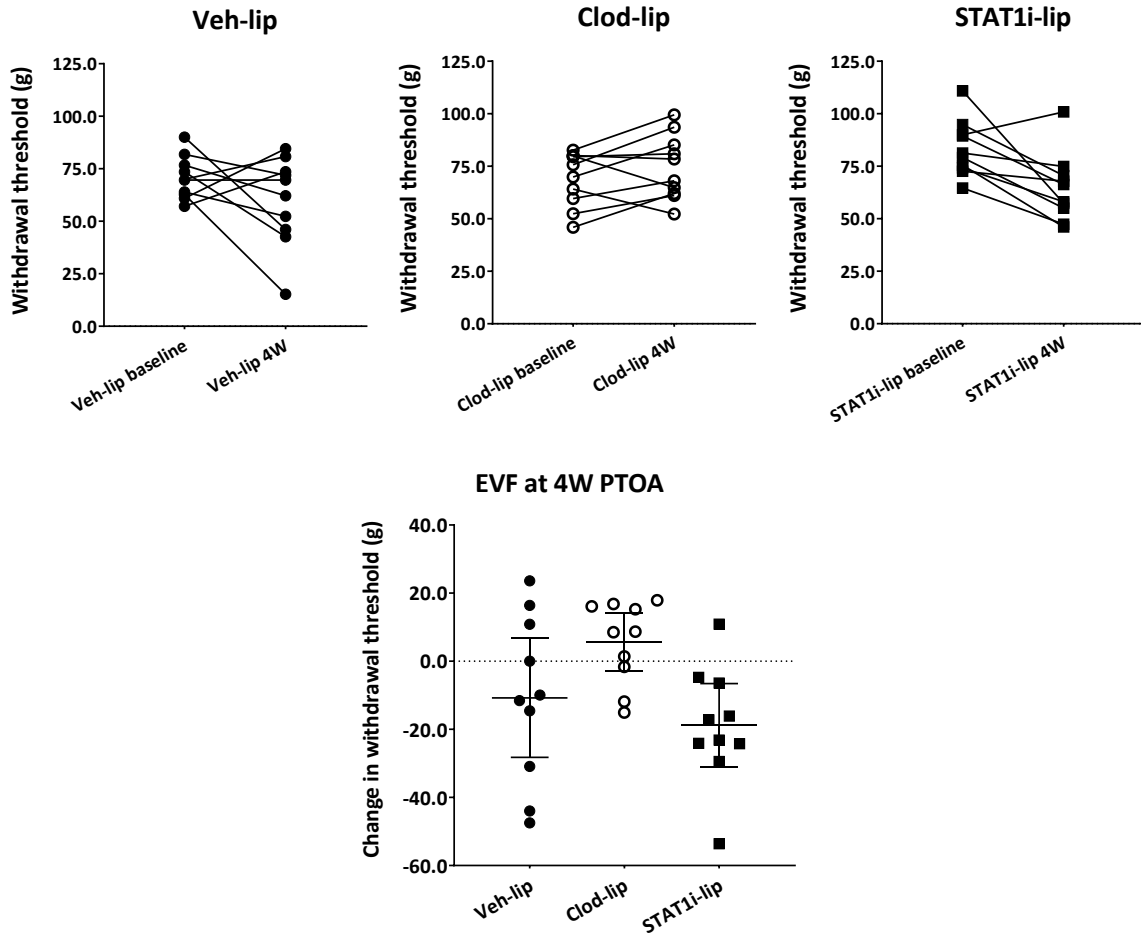 Veh-lip
Withdrawal threshold (g)
125.0
100.0
75.0
50.0
25.0
0.0
Veh-lip baseline
Veh-lip 4W
Clod-lip
Withdrawal threshold (g)
125.0
100.0
75.0
50.0
25.0
0.0
Clod-lip baseline
Clod-lip 4W
STAT1i-lip
Withdrawal threshold (g)
125.0
100.0
75.0
50.0
25.0
0.0
STAT1i-lip baseline
STAT1i-lip 4W
EVF at 4W PTOA
Change in withdrawal threshold (g)
40.0
20.0
0.0
-20.0
-40.0
-60.0
Veh-lip
Clod-lip
STAT1i-lip